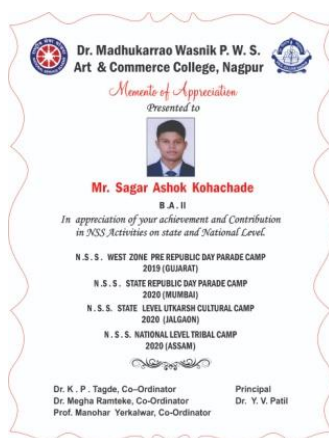 Dr. Madhukarrao Wasnik P. W. S.
Art & Commerce College, Nagpur
Memento of Appreciation
Presented to
Mr. Sagar Ashok Kohachade
B.A. II
In appreciation of your achievement and Contribution
in NSS Activities on state and National Level.
N.S.S. WEST ZONE PRE REPUBLIC DAY PARADE CAMP
2019 (GUJARAT)
N.S.S. STATE REPUBLIC DAY PARADE CAMP
2020 (MUMBAI)
N.S.S. STATE LEVEL UTKARSH CULTURAL CAMP
2020 (JALGAON)
N.S.S. NATIONAL LEVEL TRIBAL CAMP
2020 (ASSAM)
Dr. K. P. Tagde, Co-Ordinator Principal
Dr. Megha Ramteke, Co-Ordinator Dr. Y. V. Patil
Prof. Manohar Yerkalwar, Co-Ordinator